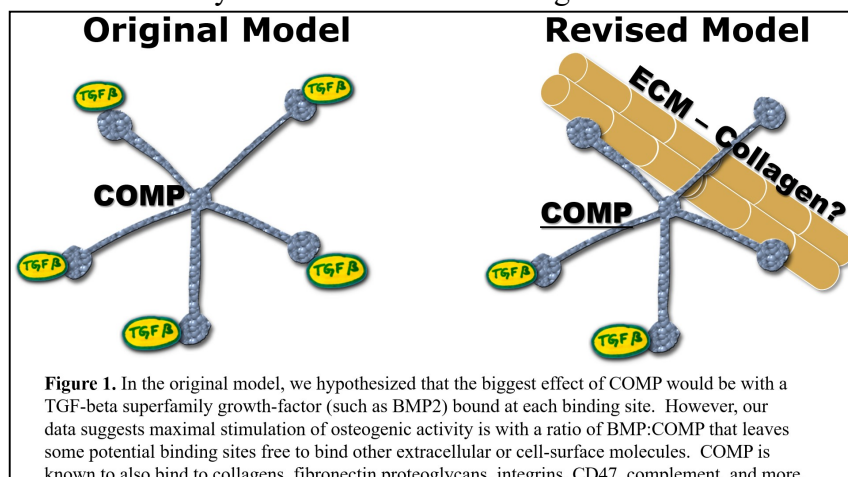 Original Model
Revised Model
TGFβ
TGFβ
COMP
TGFβ
TGFβ
TGFβ
ECM – Collagen?
COMP
TGFβ
TGFβ
Figure 1. In the original model, we hypothesized that the biggest effect of COMP would be with a
TGF-beta superfamily growth-factor (such as BMP2) bound at each binding site. However, our
data suggests maximal stimulation of osteogenic activity is with a ratio of BMP:COMP that leaves
some potential binding sites free to bind other extracellular or cell-surface molecules. COMP is
known to also bind to collagens, fibronectin proteoglycans, integrins, CD47, complement, and more